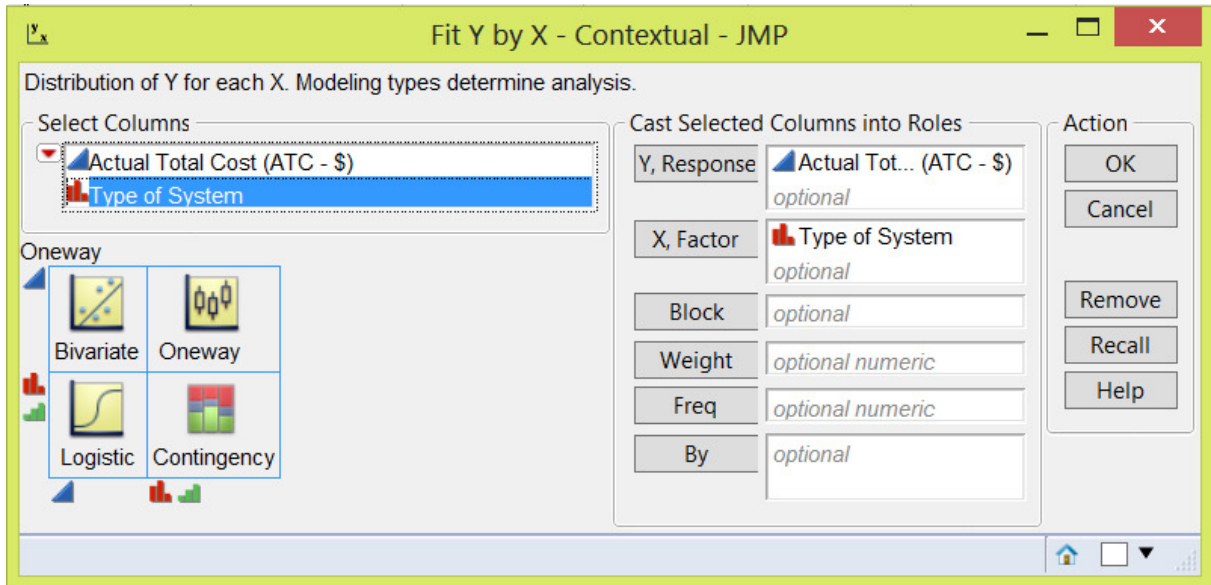 Fit Y by X - Contextual - JMP
Distribution of Y for each X. Modeling types determine analysis.
Select Columns
Actual Total Cost (ATC - $)
Type of System
Oneway
Bivariate
Oneway
Logistic
Contingency
Cast Selected Columns into Roles
Y, Response
Actual Tot... (ATC - $)
optional
X, Factor
Type of System
optional
Block
optional
Weight
optional numeric
Freq
optional numeric
By
optional
Action
OK
Cancel
Remove
Recall
Help